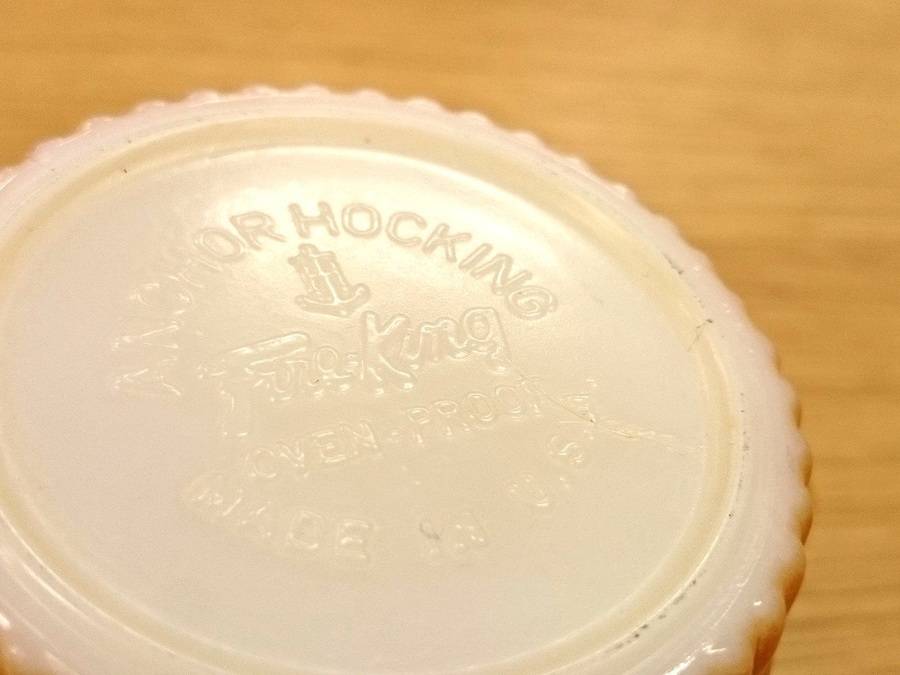 ANCHOR HOCKING
Fire-King
OVEN-PROOF
MADE IN U.S.A.